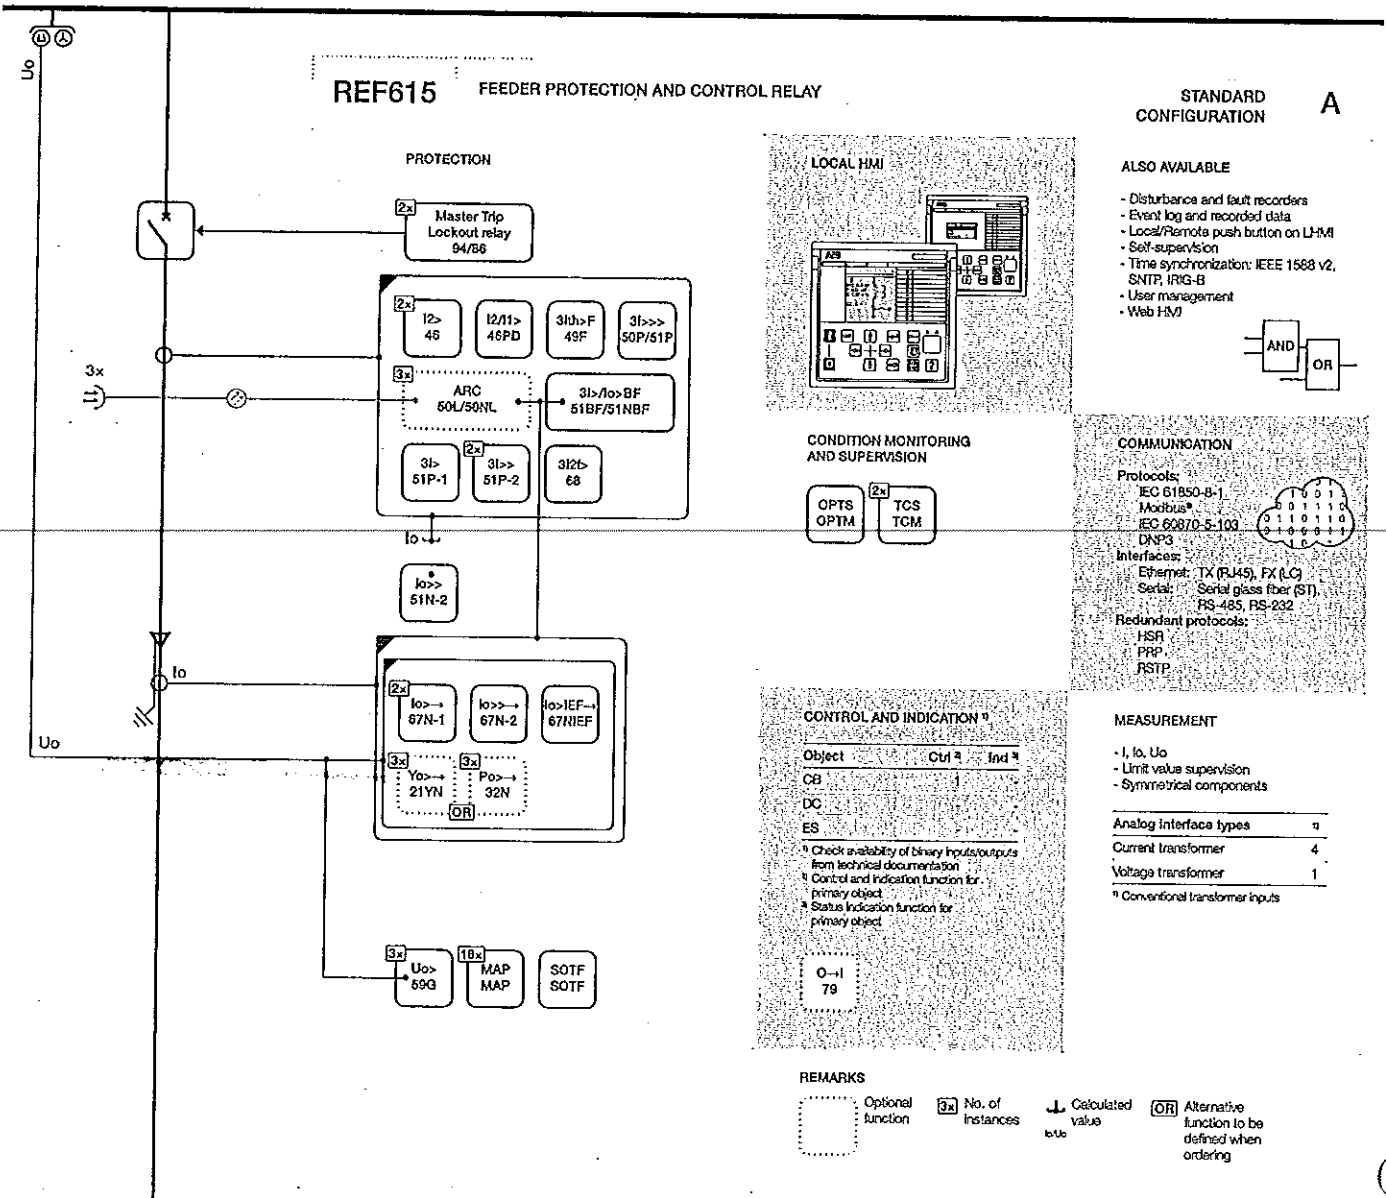 REF615
FEEDER PROTECTION AND CONTROL RELAY
STANDARD
CONFIGURATION
A
Uo
PROTECTION
2x
Master Trip
Lockout relay
94/86
2x
I2>
46
I2/I1>
46PD
3Ith>F
49F
3I>>>
50P/51P
3x
3x
ARC
50L/50NL
3I>/Io>BF
51BF/51NBF
3I>
51P-1
2x
3I>>
51P-2
3I2f>
68
Io
Io>>
51N-2
Io
2x
Io>→
67N-1
Io>>→
67N-2
Io>IEF→
67NIEF
Uo
3x
Yo>→
21YN
3x
Po>→
32N
OR
3x
Uo>
59G
18x
MAP
MAP
SOTF
SOTF
LOCAL HMI
CONDITION MONITORING
AND SUPERVISION
OPTS
OPTM
2x
TCS
TCM
CONTROL AND INDICATION 1)
Object Ctrl 2) Ind 3)
CB 1 -
DC - -
ES - -
1) Check availability of binary inputs/outputs
from technical documentation
2) Control and indication function for
primary object
3) Status indication function for
primary object
O→I
79
ALSO AVAILABLE
- Disturbance and fault recorders
- Event log and recorded data
- Local/Remote push button on LHMI
- Self-supervision
- Time synchronization: IEEE 1588 v2,
SNTP, IRIG-B
- User management
- Web HMI
AND
OR
COMMUNICATION
Protocols:
IEC 61850-8-1
Modbus®
IEC 60870-5-103
DNP3
Interfaces:
Ethernet: TX (RJ45), FX (LC)
Serial: Serial glass fiber (ST),
RS-485, RS-232
Redundant protocols:
HSR
PRP
RSTP
MEASUREMENT
- I, Io, Uo
- Limit value supervision
- Symmetrical components
Analog interface types 1)
Current transformer 4
Voltage transformer 1
1) Conventional transformer inputs
REMARKS
Optional
function
3x
No. of
instances
Io/Uo
Calculated
value
OR
Alternative
function to be
defined when
ordering